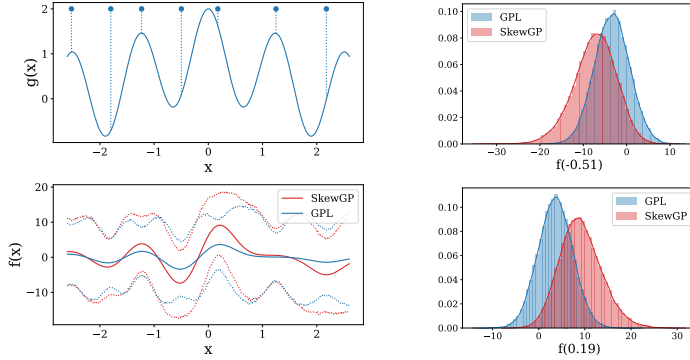 2
1
0
g(x)
−2 −1 0 1 2
x
0.10
0.08
0.06
0.04
0.02
0.00
GPL
SkewGP
−30 −20 −10 0 10
f(-0.51)
20
10
0
−10
f(x)
SkewGP
GPL
−2 −1 0 1 2
x
0.10
0.08
0.06
0.04
0.02
0.00
GPL
SkewGP
−10 0 10 20 30
f(0.19)